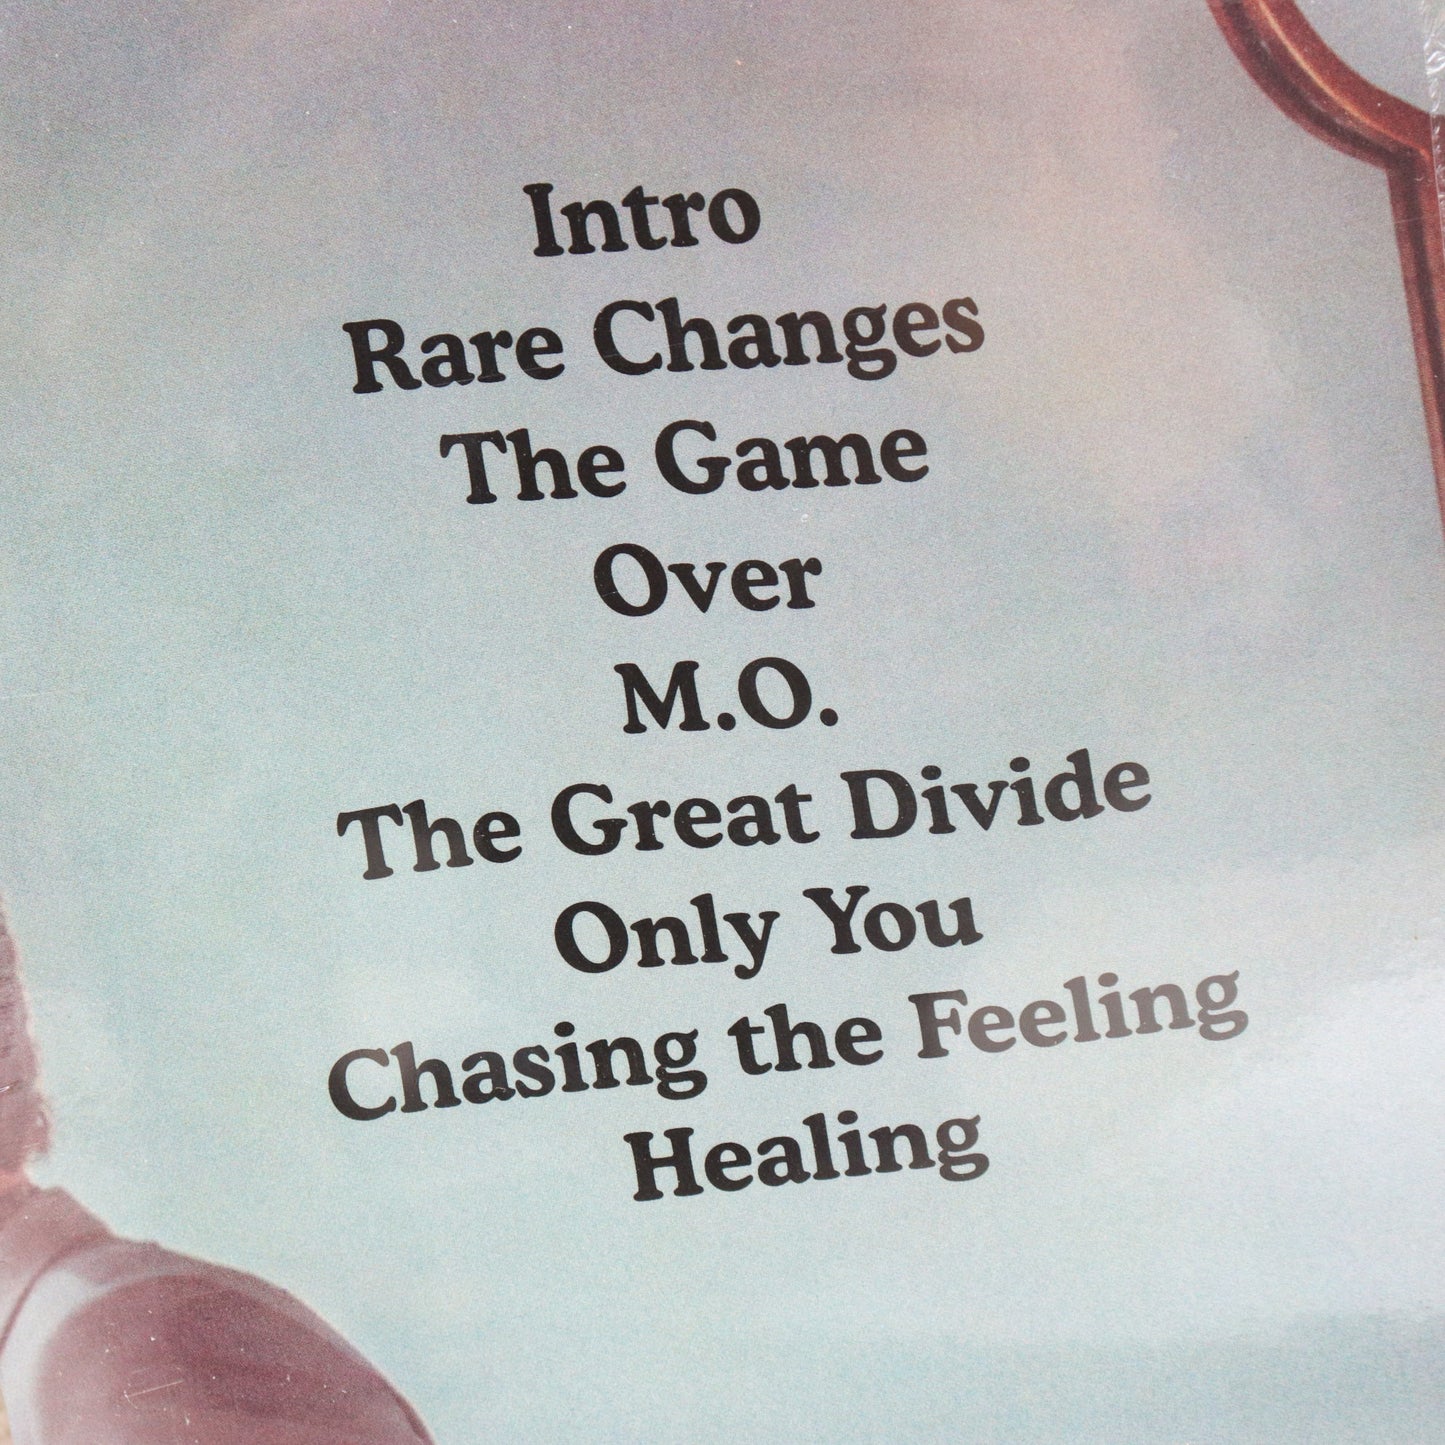 Intro
Rare Changes
The Game
Over
M.O.
The Great Divide
Only You
Chasing the Feeling
Healing